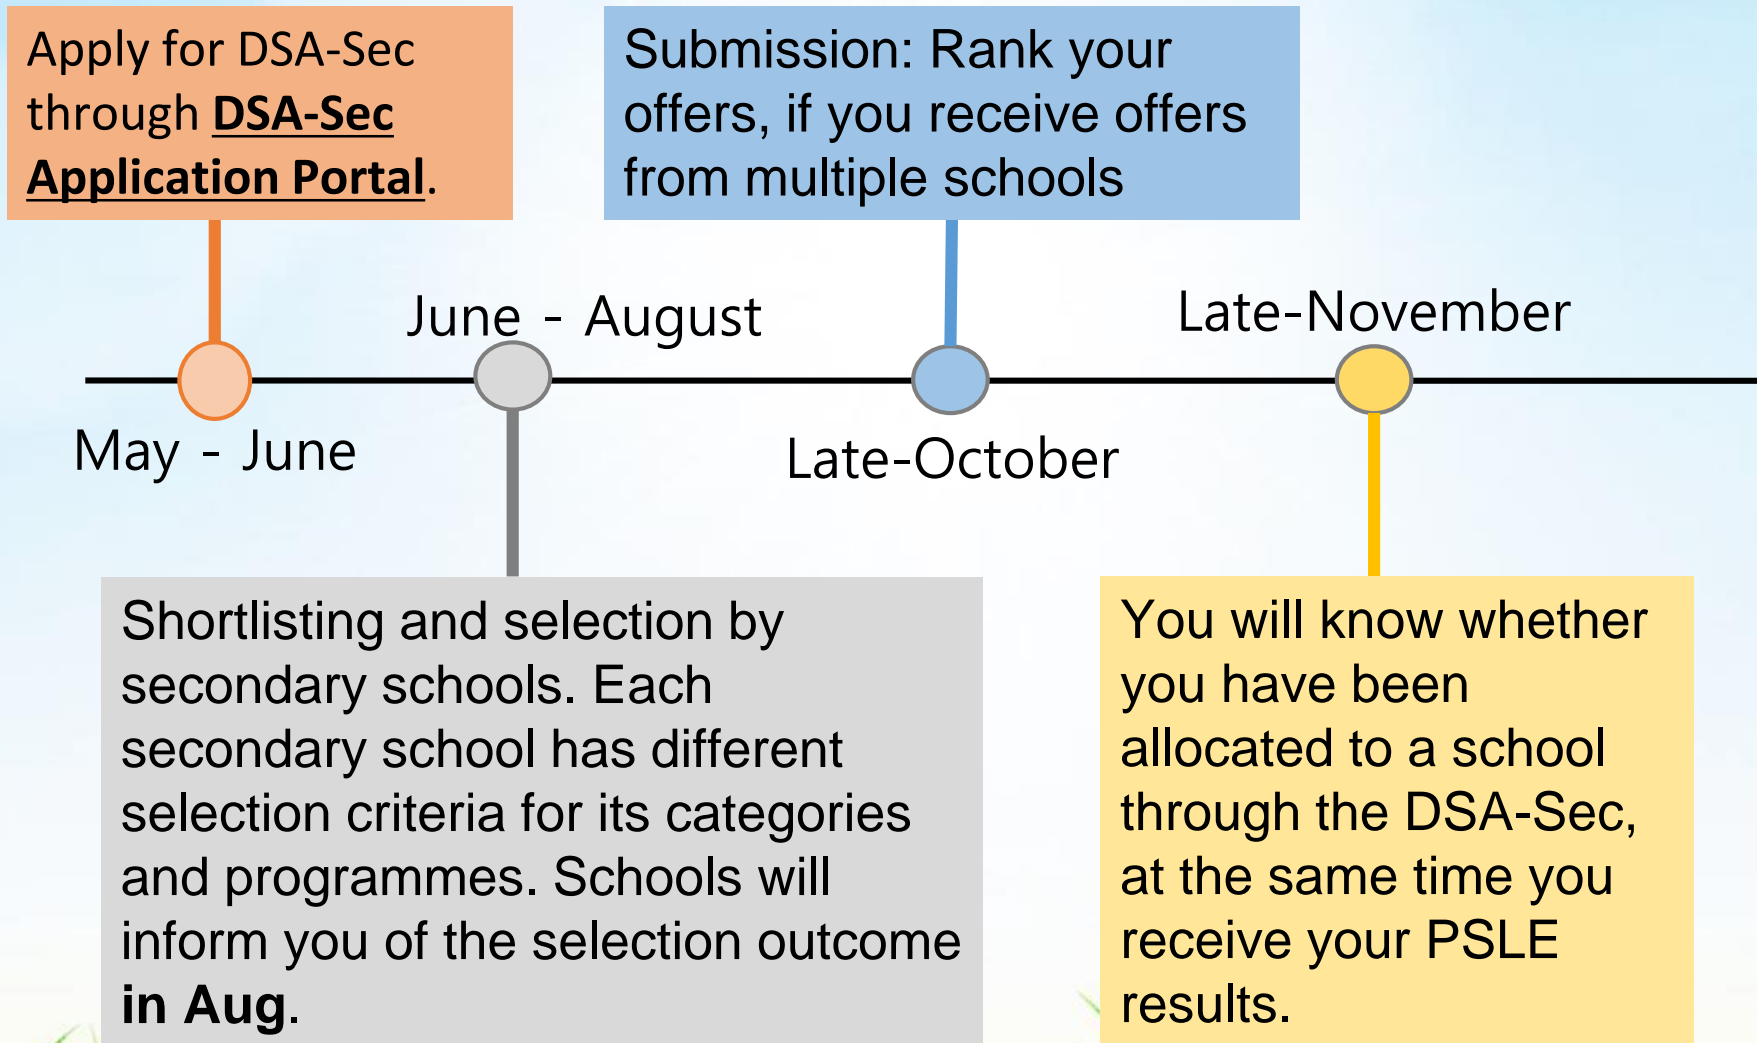 Apply for DSA-Sec
through DSA-Sec
Application Portal.
Submission: Rank your
offers, if you receive offers
from multiple schools
June - August
Late-November
May - June
Late-October
Shortlisting and selection by
secondary schools. Each
secondary school has different
selection criteria for its categories
and programmes. Schools will
inform you of the selection outcome
in Aug.
You will know whether
you have been
allocated to a school
through the DSA-Sec,
at the same time you
receive your PSLE
results.